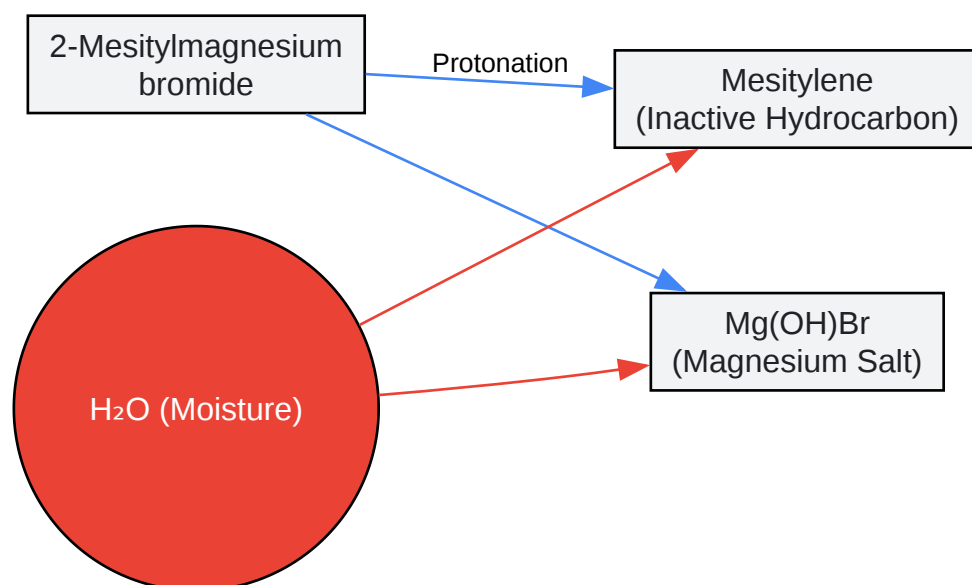 2-Mesitylmagnesium
bromide
Protonation
Mesitylene
(Inactive Hydrocarbon)
Mg(OH)Br
(Magnesium Salt)
H₂O (Moisture)